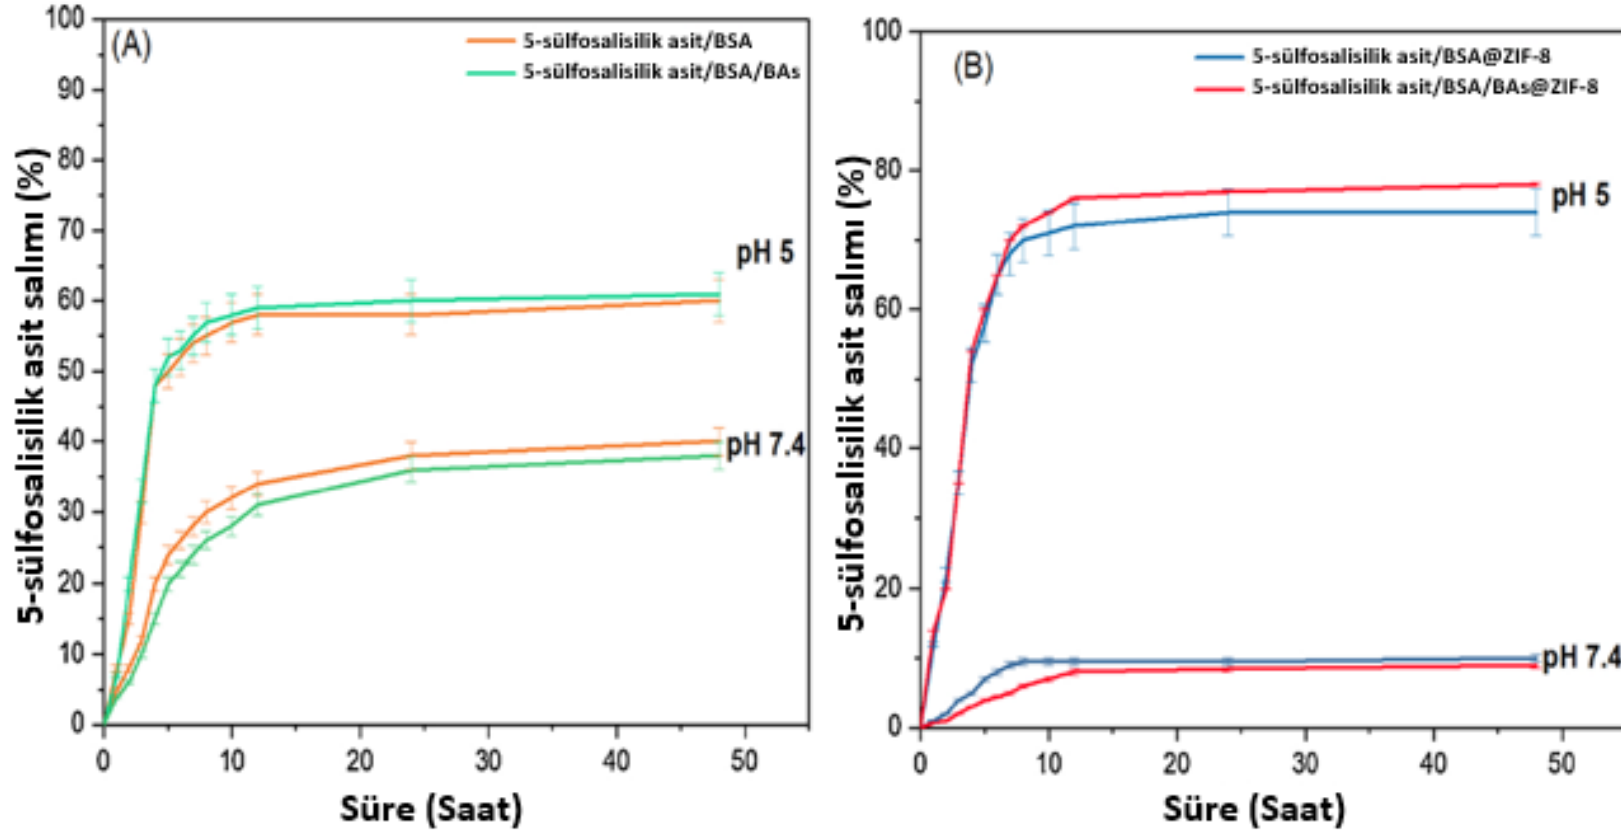 (A)
5-sülfosalisilik asit/BSA
5-sülfosalisilik asit/BSA/BAs
5-sülfosalisilik asit salımı (%)
100
90
80
70
60
50
40
30
20
10
0
pH 5
pH 7.4
0
10
20
30
40
50
Süre (Saat)
(B)
5-sülfosalisilik asit/BSA@ZIF-8
5-sülfosalisilik asit/BSA/BAs@ZIF-8
5-sülfosalisilik asit salımı (%)
100
80
60
40
20
0
pH 5
pH 7.4
0
10
20
30
40
50
Süre (Saat)